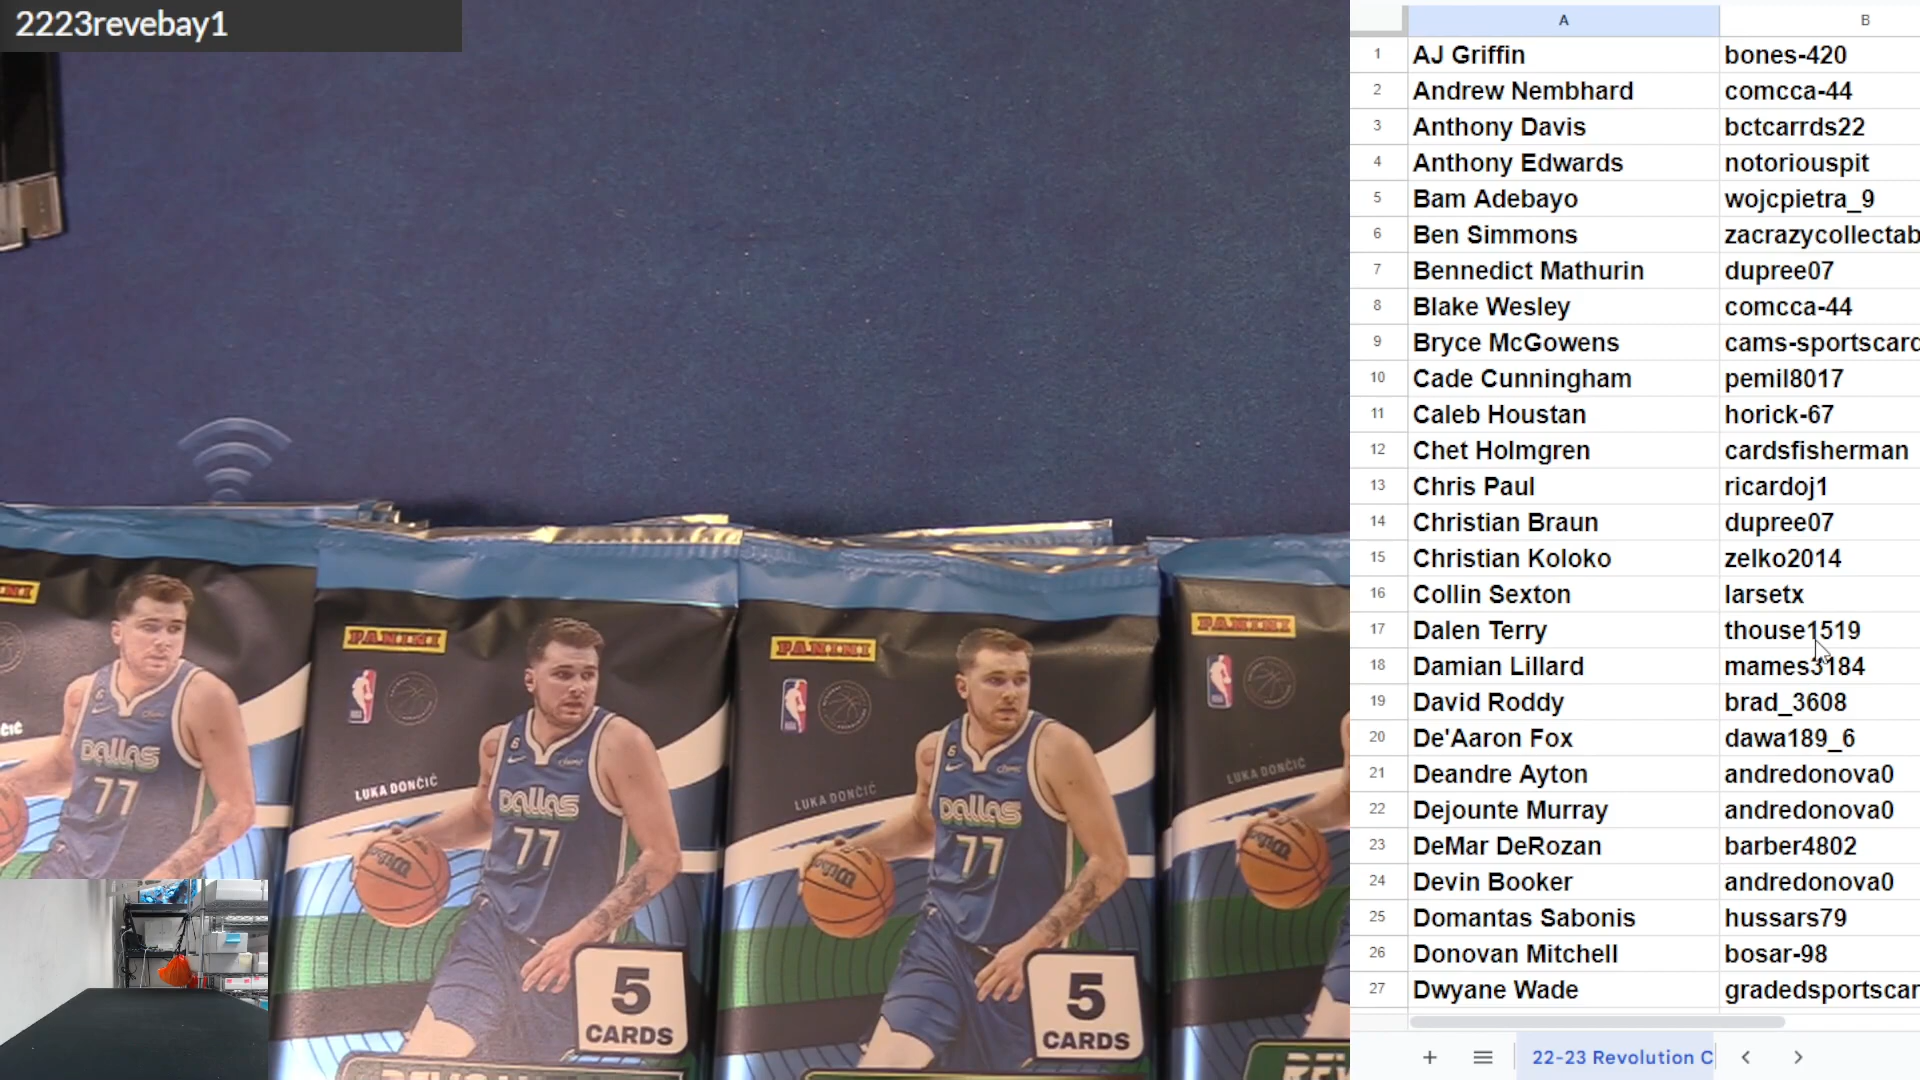 2223revebay1
A B
1 AJ Griffin bones-420
2 Andrew Nembhard comcca-44
3 Anthony Davis bctcarrds22
4 Anthony Edwards notoriouspit
5 Bam Adebayo wojcpietra_9
6 Ben Simmons zacrazycollectab
7 Bennedict Mathurin dupree07
8 Blake Wesley comcca-44
9 Bryce McGowens cams-sportscard
10 Cade Cunningham pemil8017
11 Caleb Houstan horick-67
12 Chet Holmgren cardsfisherman
13 Chris Paul ricardoj1
14 Christian Braun dupree07
15 Christian Koloko zelko2014
16 Collin Sexton larsetx
17 Dalen Terry thouse1519
18 Damian Lillard mames3184
19 David Roddy brad_3608
20 De'Aaron Fox dawa189_6
21 Deandre Ayton andredonova0
22 Dejounte Murray andredonova0
23 DeMar DeRozan barber4802
24 Devin Booker andredonova0
25 Domantas Sabonis hussars79
26 Donovan Mitchell bosar-98
27 Dwyane Wade gradedsportscar
22-23 Revolution C
NI
ČIĆ
DALLAS
77
PANINI
LUKA DONČIĆ
6
DALLAS
77
5
CARDS
PANINI
LUKA DONČIĆ
6
DALLAS
77
5
CARDS
PANINI
LUKA DONČIĆ
REV